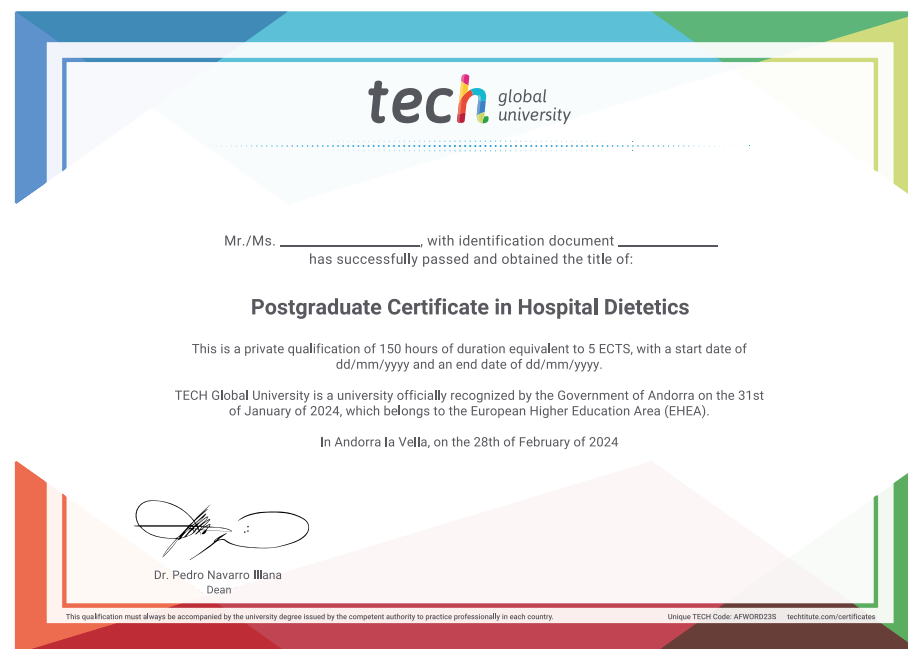 tech global university
Mr./Ms. ____________, with identification document ____________
has successfully passed and obtained the title of:
Postgraduate Certificate in Hospital Dietetics
This is a private qualification of 150 hours of duration equivalent to 5 ECTS, with a start date of
dd/mm/yyyy and an end date of dd/mm/yyyy.
TECH Global University is a university officially recognized by the Government of Andorra on the 31st
of January of 2024, which belongs to the European Higher Education Area (EHEA).
In Andorra la Vella, on the 28th of February of 2024
Dr. Pedro Navarro Illana
Dean
This qualification must always be accompanied by the university degree issued by the competent authority to practice professionally in each country. Unique TECH Code: AFWORD23S techtitute.com/certificates